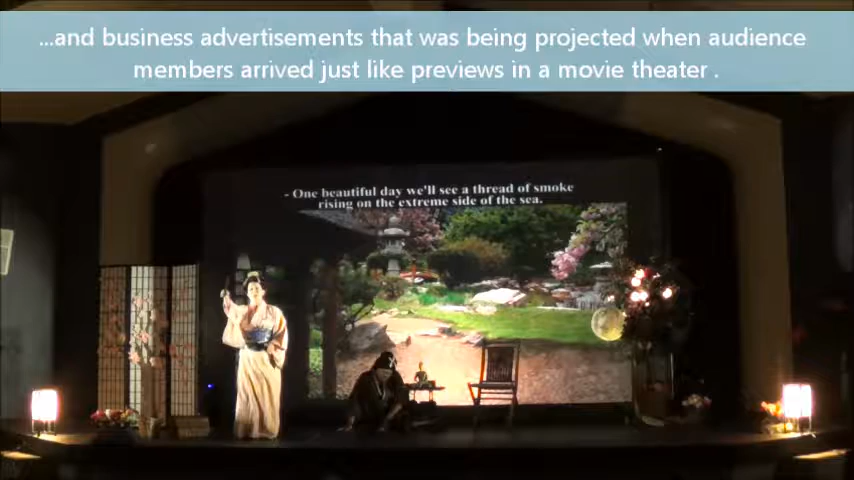 ...and business advertisements that was being projected when audience
members arrived just like previews in a movie theater .
- One beautiful day we'll see a thread of smoke
rising on the extreme side of the sea.